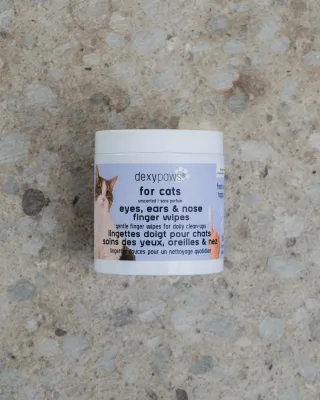 dexypaws
for cats
unscented / sans parfum
eyes, ears & nose
finger wipes
gentle finger wipes for daily clean-ups
lingettes doigt pour chats
soins des yeux, oreilles & nez
lingettes douces pour un nettoyage quotidien